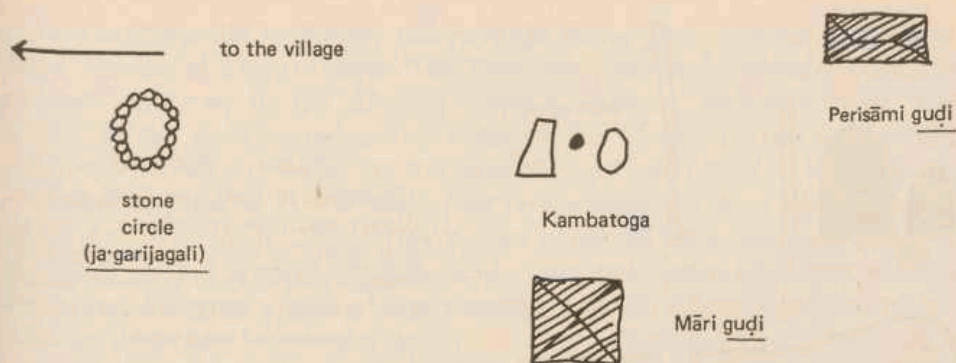 to the village
Perisāmi guḍi
stone
circle
(ja·garijagali)
Kambatoga
Māri guḍi